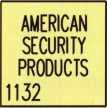 AMERICAN
SECURITY
PRODUCTS
1132